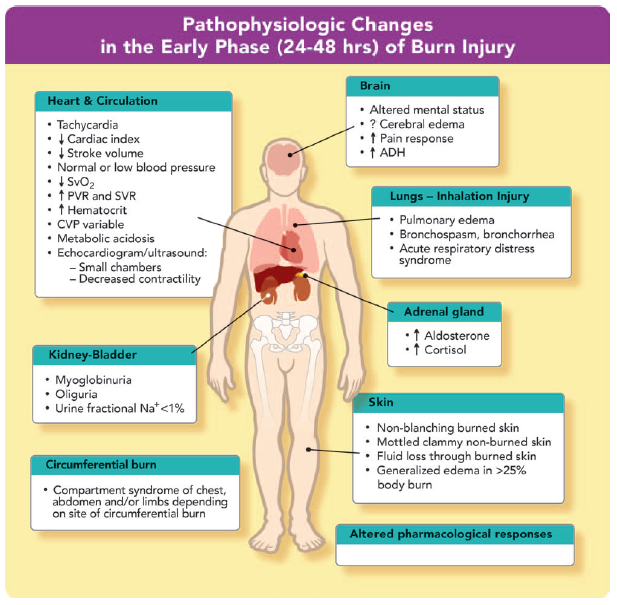 Pathophysiologic Changes
in the Early Phase (24-48 hrs) of Burn Injury
Heart & Circulation
• Tachycardia
• ↓ Cardiac index
• ↓ Stroke volume
• Normal or low blood pressure
• ↓ SvO₂
• ↑ PVR and SVR
• ↑ Hematocrit
• CVP variable
• Metabolic acidosis
• Echocardiogram/ultrasound:
– Small chambers
– Decreased contractility
Brain
• Altered mental status
• ? Cerebral edema
• ↑ Pain response
• ↑ ADH
Lungs – Inhalation Injury
• Pulmonary edema
• Bronchospasm, bronchorrhea
• Acute respiratory distress
syndrome
Adrenal gland
• ↑ Aldosterone
• ↑ Cortisol
Kidney-Bladder
• Myoglobinuria
• Oliguria
• Urine fractional Na⁺<1%
Skin
• Non-blanching burned skin
• Mottled clammy non-burned skin
• Fluid loss through burned skin
• Generalized edema in >25%
body burn
Circumferential burn
• Compartment syndrome of chest,
abdomen and/or limbs depending
on site of circumferential burn
Altered pharmacological responses